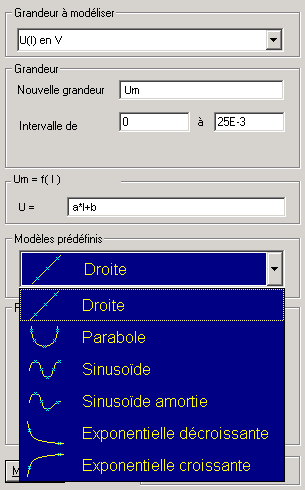 Grandeur à modéliser
U(I) en V
Grandeur
Nouvelle grandeur Um
Intervalle de 0 à 25E-3
Um = f( I )
U = a*I+b
Modèles prédéfinis
Droite
Droite
Parabole
Sinusoïde
Sinusoïde amortie
Exponentielle décroissante
Exponentielle croissante